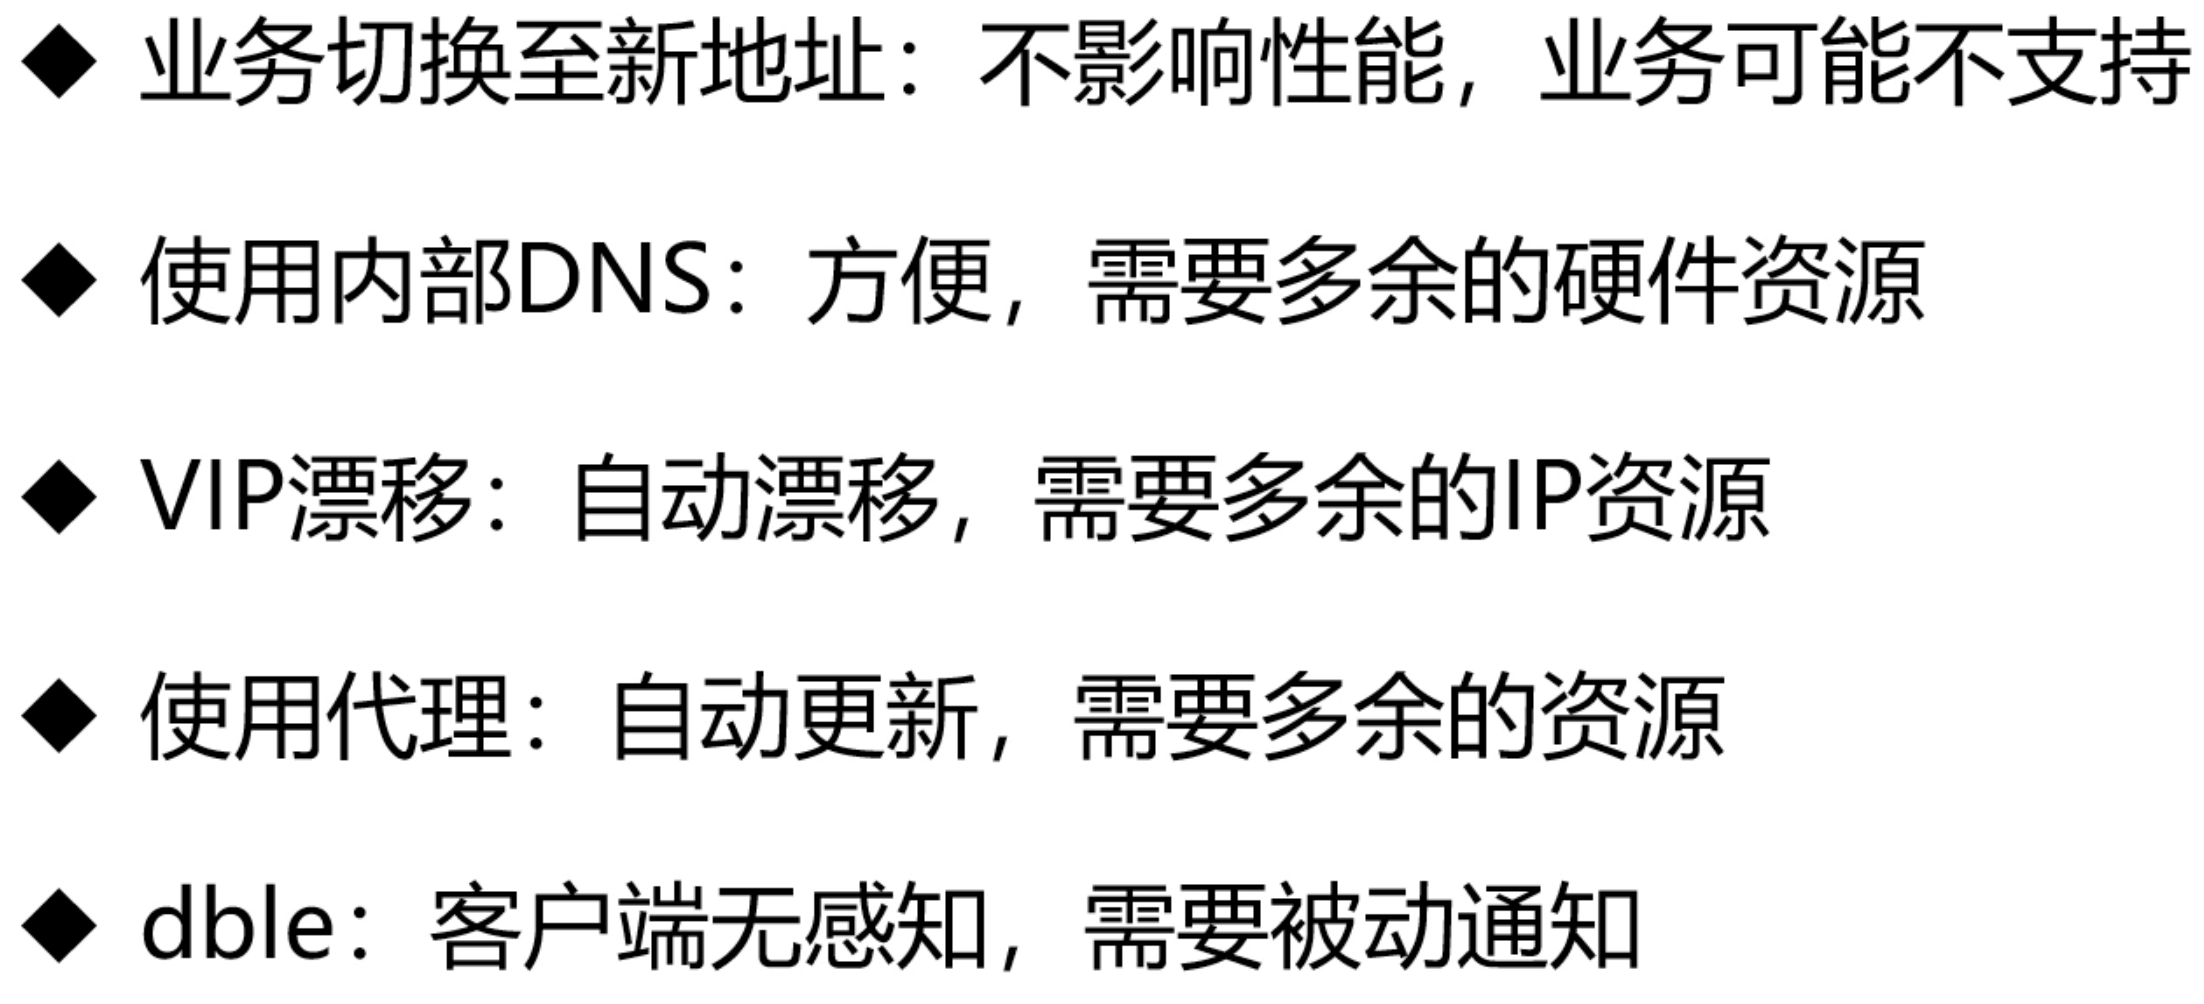 ◆ 业务切换至新地址：不影响性能，业务可能不支持
◆ 使用内部DNS：方便，需要多余的硬件资源
◆ VIP漂移：自动漂移，需要多余的IP资源
◆ 使用代理：自动更新，需要多余的资源
◆ dble：客户端无感知，需要被动通知